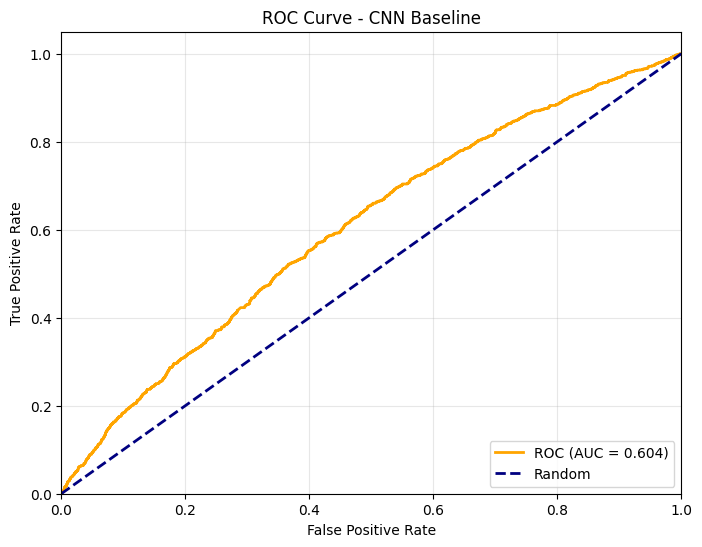 ROC Curve - CNN Baseline
True Positive Rate
1.0
0.8
0.6
0.4
0.2
0.0
0.0 0.2 0.4 0.6 0.8 1.0
False Positive Rate
ROC (AUC = 0.604)
Random